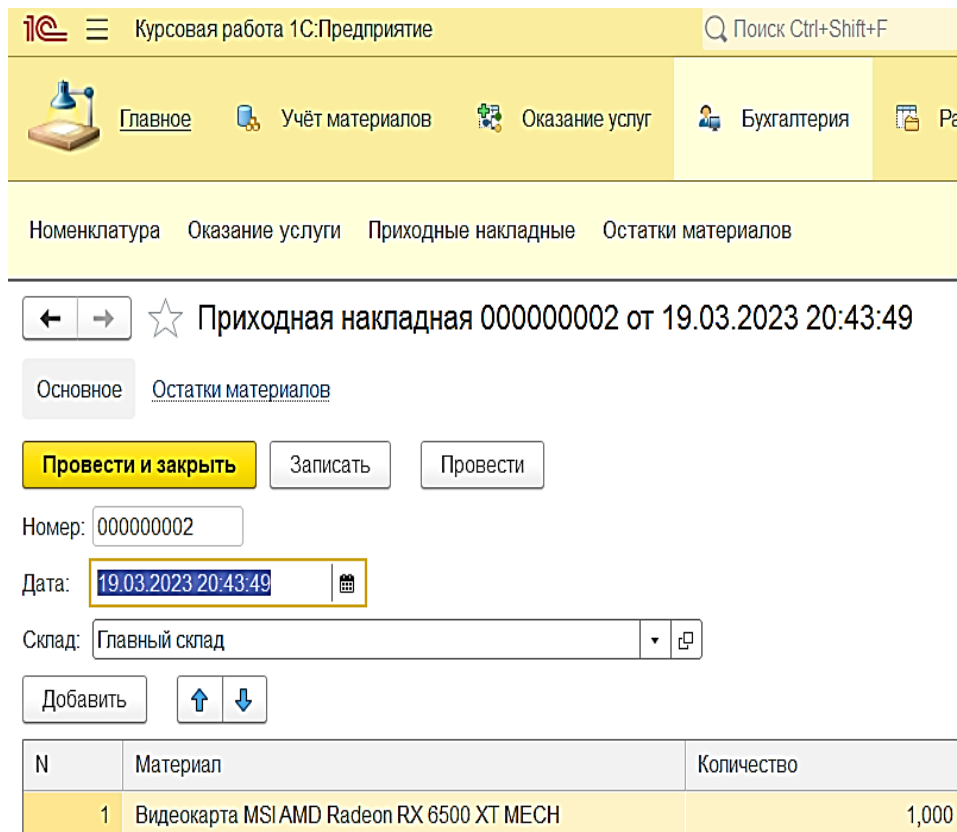 1С Курсовая работа 1С:Предприятие Поиск Ctrl+Shift+F
Главное Учёт материалов Оказание услуг Бухгалтерия Ра
Номенклатура Оказание услуги Приходные накладные Остатки материалов
Приходная накладная 000000002 от 19.03.2023 20:43:49
Основное Остатки материалов
Провести и закрыть Записать Провести
Номер: 000000002
Дата: 19.03.2023 20:43:49
Склад: Главный склад
Добавить
N Материал Количество
1 Видеокарта MSI AMD Radeon RX 6500 XT MECH 1,000